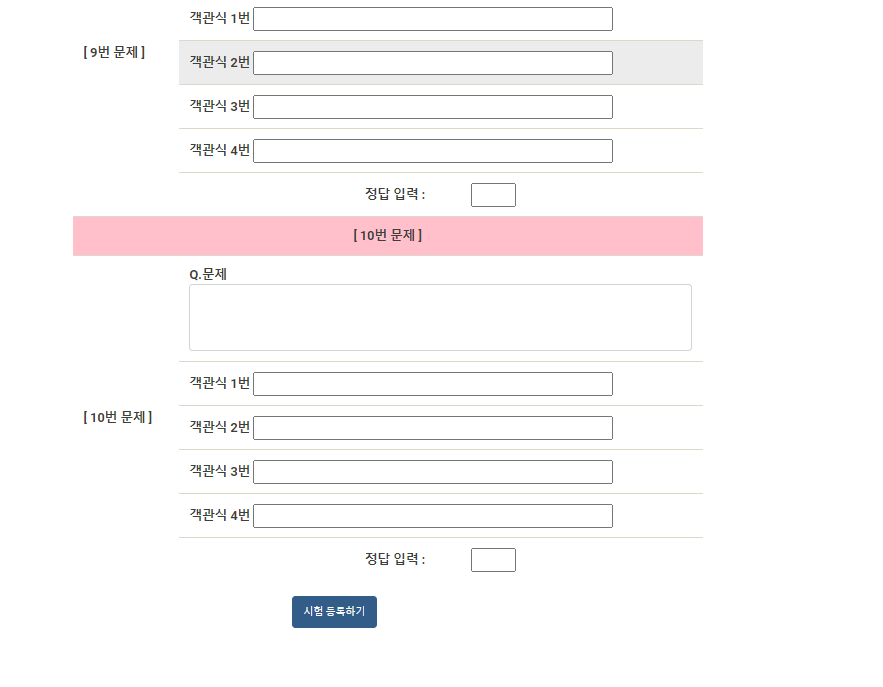 객관식 1번
[ 9번 문제 ]
객관식 2번
객관식 3번
객관식 4번
정답 입력 :
[ 10번 문제 ]
Q.문제
객관식 1번
[ 10번 문제 ]
객관식 2번
객관식 3번
객관식 4번
정답 입력 :
시험 등록하기